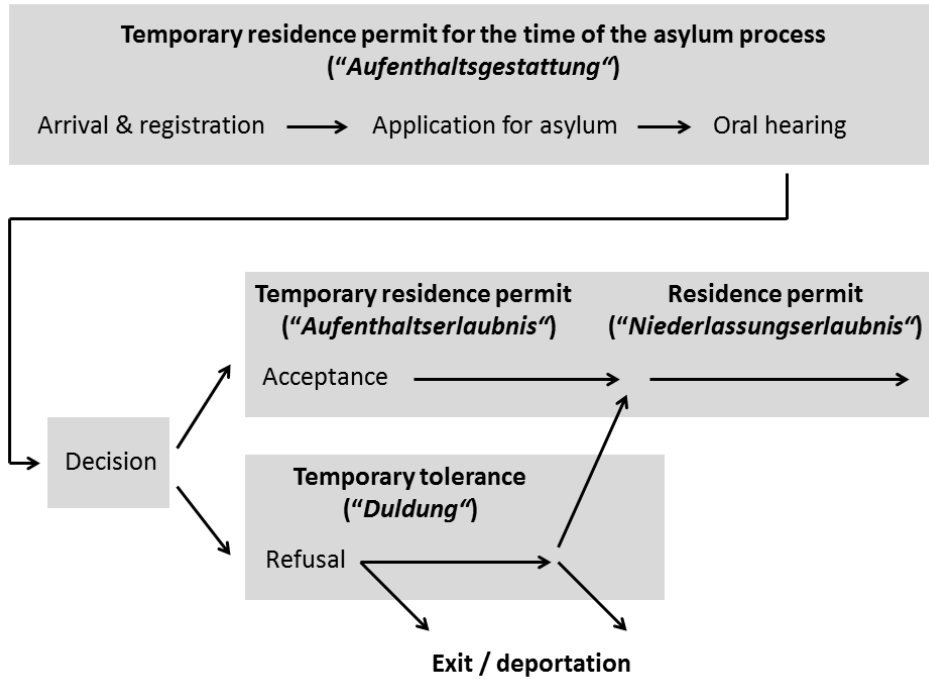 Temporary residence permit for the time of the asylum process
(“Aufenthaltsgestattung“)
Arrival & registration
Application for asylum
Oral hearing
Temporary residence permit
(“Aufenthaltserlaubnis“)
Residence permit
(“Niederlassungserlaubnis“)
Acceptance
Decision
Temporary tolerance
(“Duldung“)
Refusal
Exit / deportation